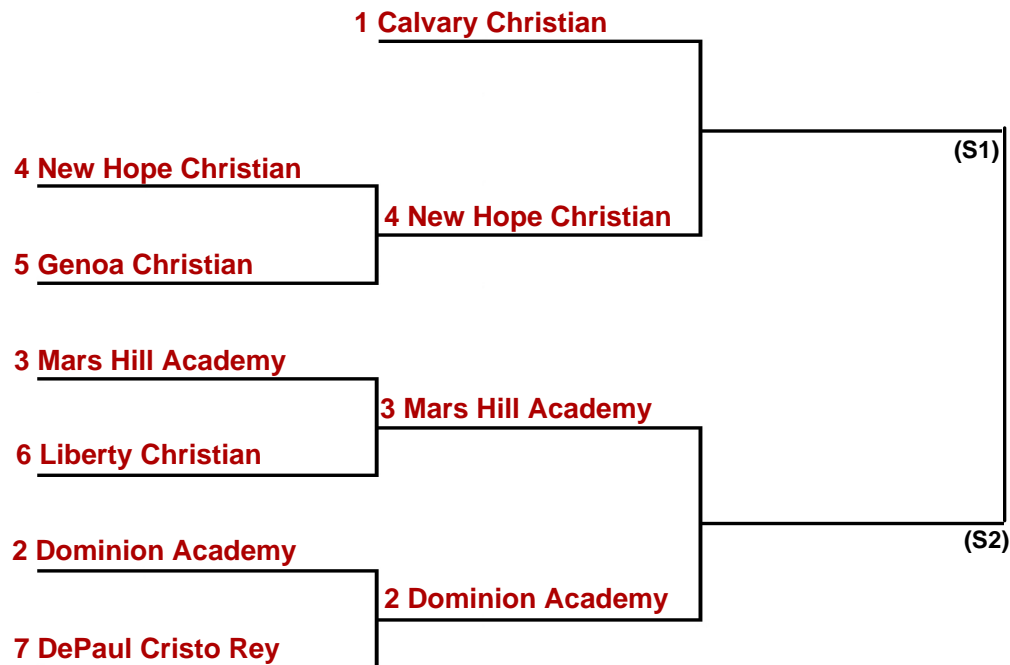 1 Calvary Christian
(S1)
4 New Hope Christian
4 New Hope Christian
5 Genoa Christian
3 Mars Hill Academy
3 Mars Hill Academy
6 Liberty Christian
(S2)
2 Dominion Academy
2 Dominion Academy
7 DePaul Cristo Rey